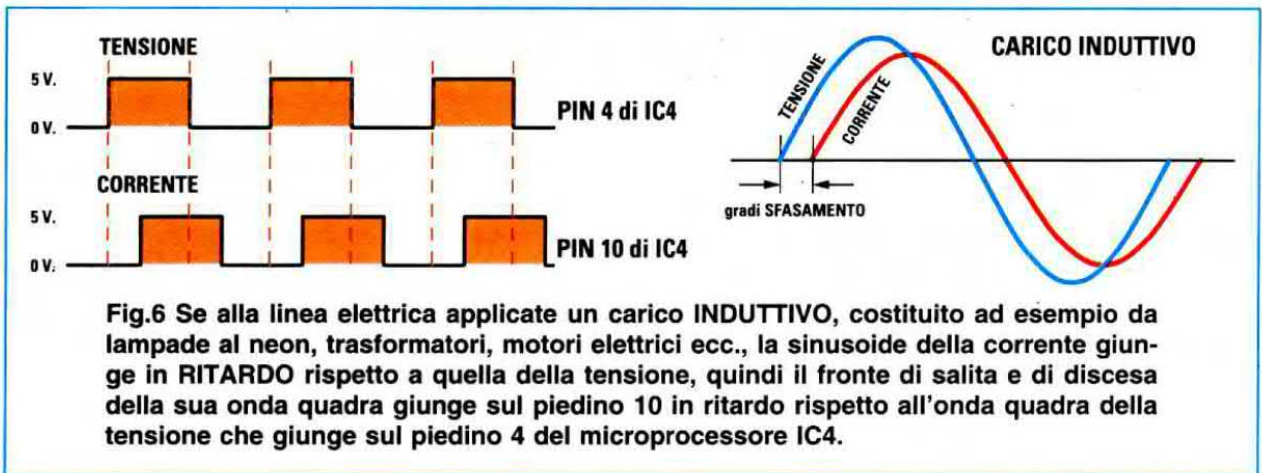 TENSIONE
5 V.
0 V.
PIN 4 di IC4
CORRENTE
5 V.
0 V.
PIN 10 di IC4
CARICO INDUTTIVO
TENSIONE
CORRENTE
gradi SFASAMENTO
Fig.6 Se alla linea elettrica applicate un carico INDUTTIVO, costituito ad esempio da
lampade al neon, trasformatori, motori elettrici ecc., la sinusoide della corrente giun-
ge in RITARDO rispetto a quella della tensione, quindi il fronte di salita e di discesa
della sua onda quadra giunge sul piedino 10 in ritardo rispetto all'onda quadra della
tensione che giunge sul piedino 4 del microprocessore IC4.